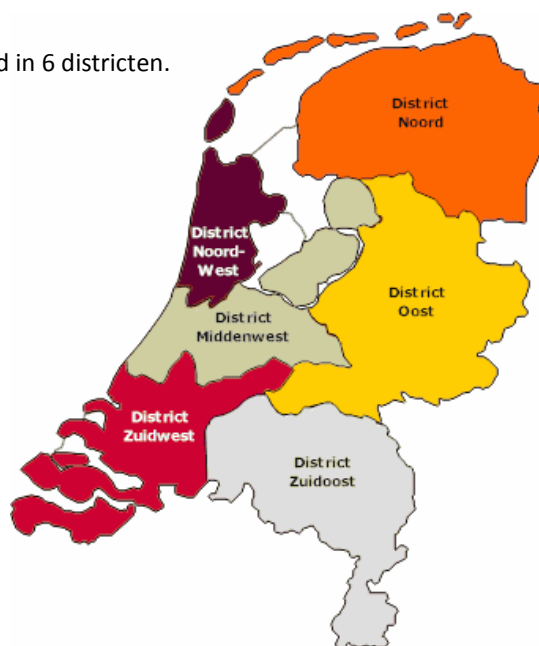 d in 6 districten.
District
Noord
District
Noord-
West
District
Oost
District
Middenwest
District
Zuidwest
District
Zuidoost